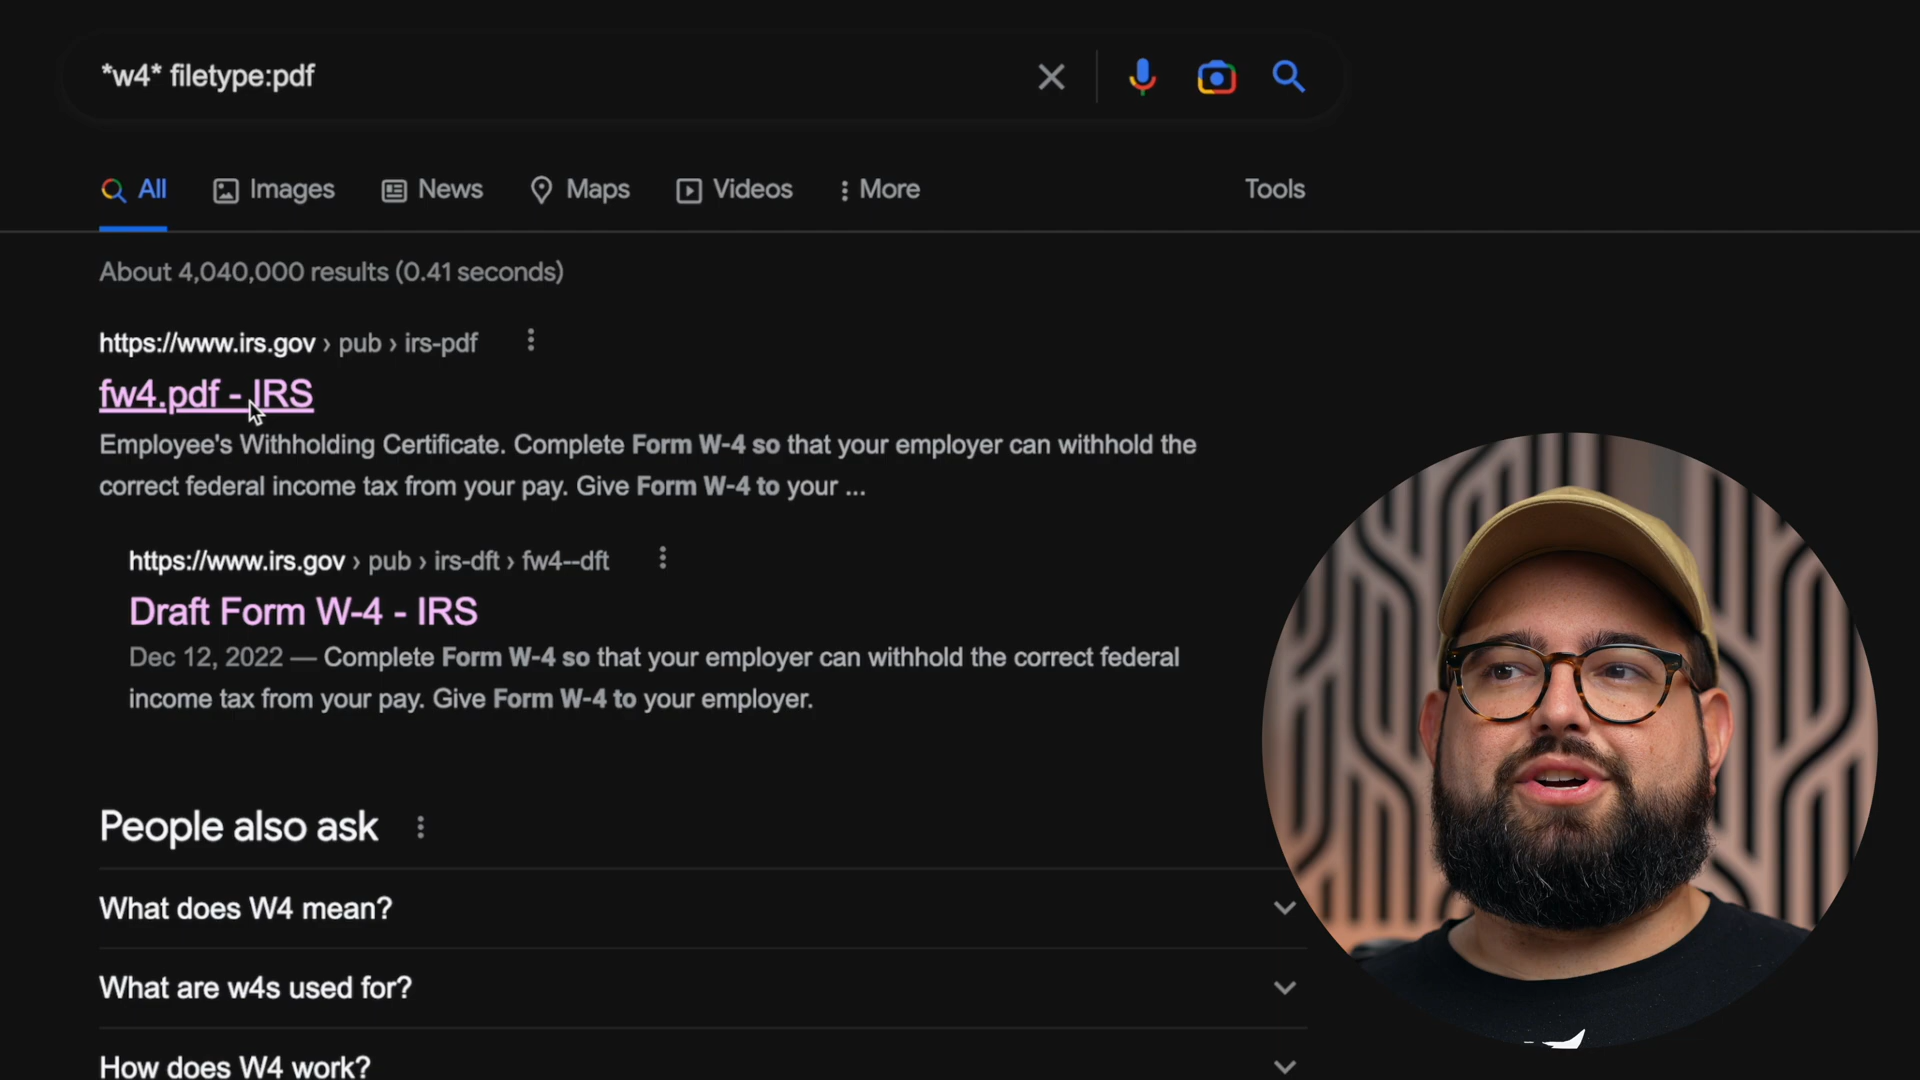 *w4* filetype:pdf
All Images News Maps Videos More Tools
About 4,040,000 results (0.41 seconds)
https://www.irs.gov › pub › irs-pdf
fw4.pdf - IRS
Employee's Withholding Certificate. Complete Form W-4 so that your employer can withhold the
correct federal income tax from your pay. Give Form W-4 to your ...
https://www.irs.gov › pub › irs-dft › fw4--dft
Draft Form W-4 - IRS
Dec 12, 2022 — Complete Form W-4 so that your employer can withhold the correct federal
income tax from your pay. Give Form W-4 to your employer.
People also ask
What does W4 mean?
What are w4s used for?
How does W4 work?